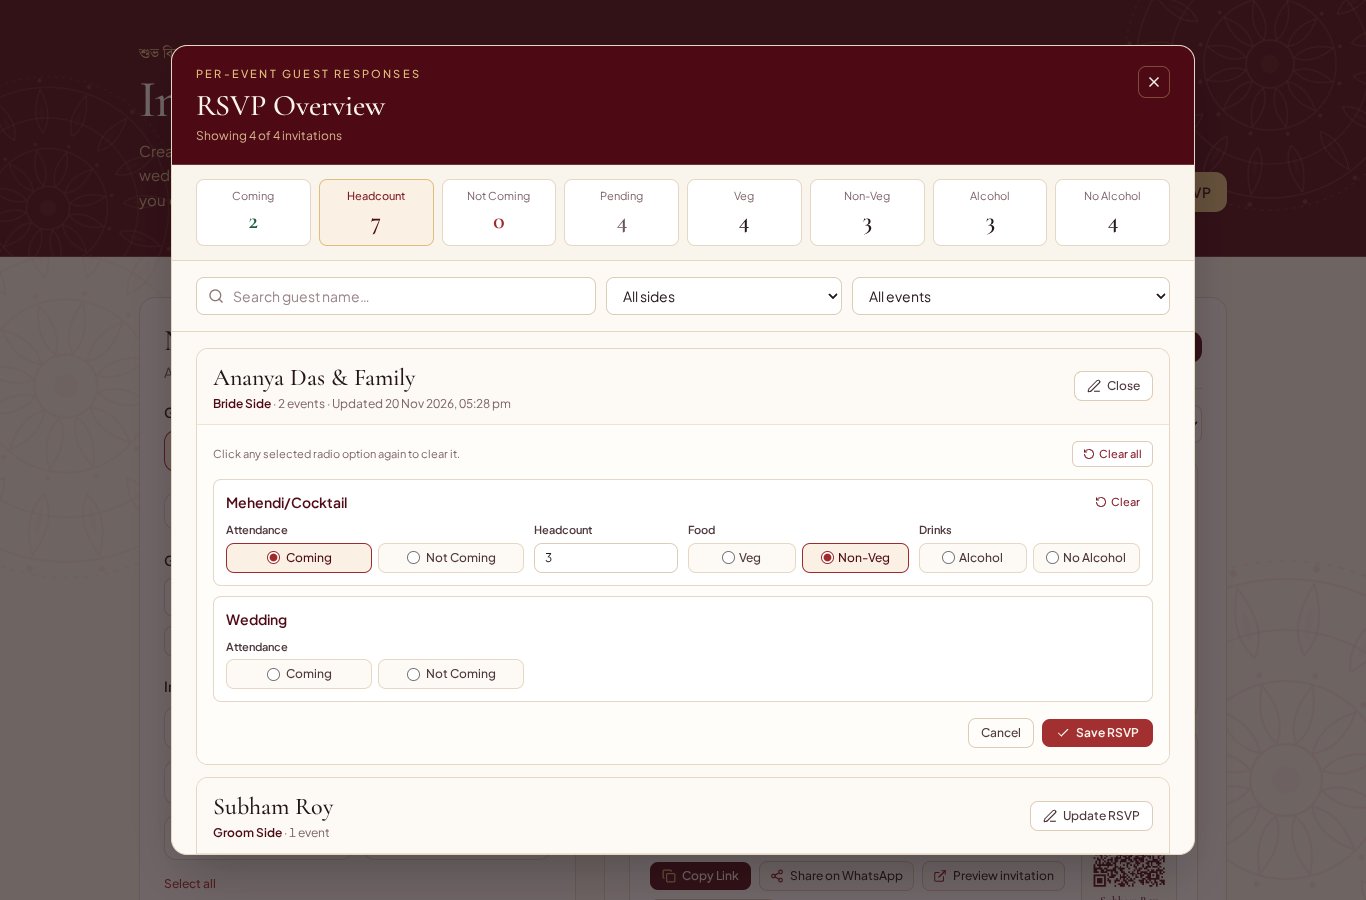 PER-EVENT GUEST RESPONSES
RSVP Overview
Showing 4 of 4 invitations
Coming
2
Headcount
7
Not Coming
0
Pending
4
Veg
4
Non-Veg
3
Alcohol
3
No Alcohol
4
Search guest name...
All sides
All events
Ananya Das & Family
Bride Side · 2 events · Updated 20 Nov 2026, 05:28 pm
Close
Click any selected radio option again to clear it.
Clear all
Mehendi/Cocktail
Clear
Attendance
Headcount
Food
Drinks
Coming
Not Coming
3
Veg
Non-Veg
Alcohol
No Alcohol
Wedding
Attendance
Coming
Not Coming
Cancel
Save RSVP
Subham Roy
Groom Side · 1 event
Update RSVP
Copy Link
Share on WhatsApp
Preview invitation
Select all